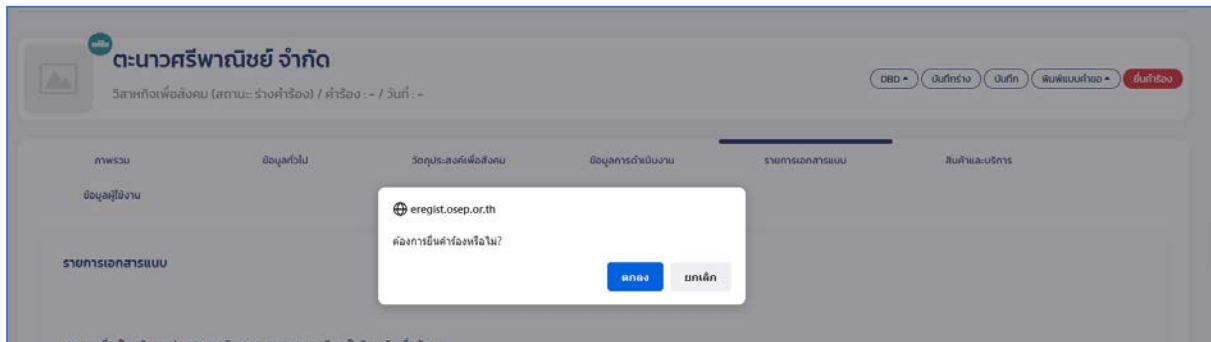 ตะนาวศรีพาณิชย์ จำกัด
วิสาหกิจเพื่อสังคม (สถานะ: ร่างคำร้อง) / คำร้อง : - / วันที่ : -
DBD
บันทึกร่าง
บันทึก
พิมพ์แบบคำขอ
ยื่นคำร้อง
ภาพรวม
ข้อมูลทั่วไป
วัตถุประสงค์เพื่อสังคม
ข้อมูลการดำเนินงาน
รายการเอกสารแนบ
สินค้าและบริการ
ข้อมูลผู้ใช้งาน
eregist.osep.or.th
ต้องการยื่นคำร้องหรือไม่?
ตกลง
ยกเลิก
รายการเอกสารแนบ